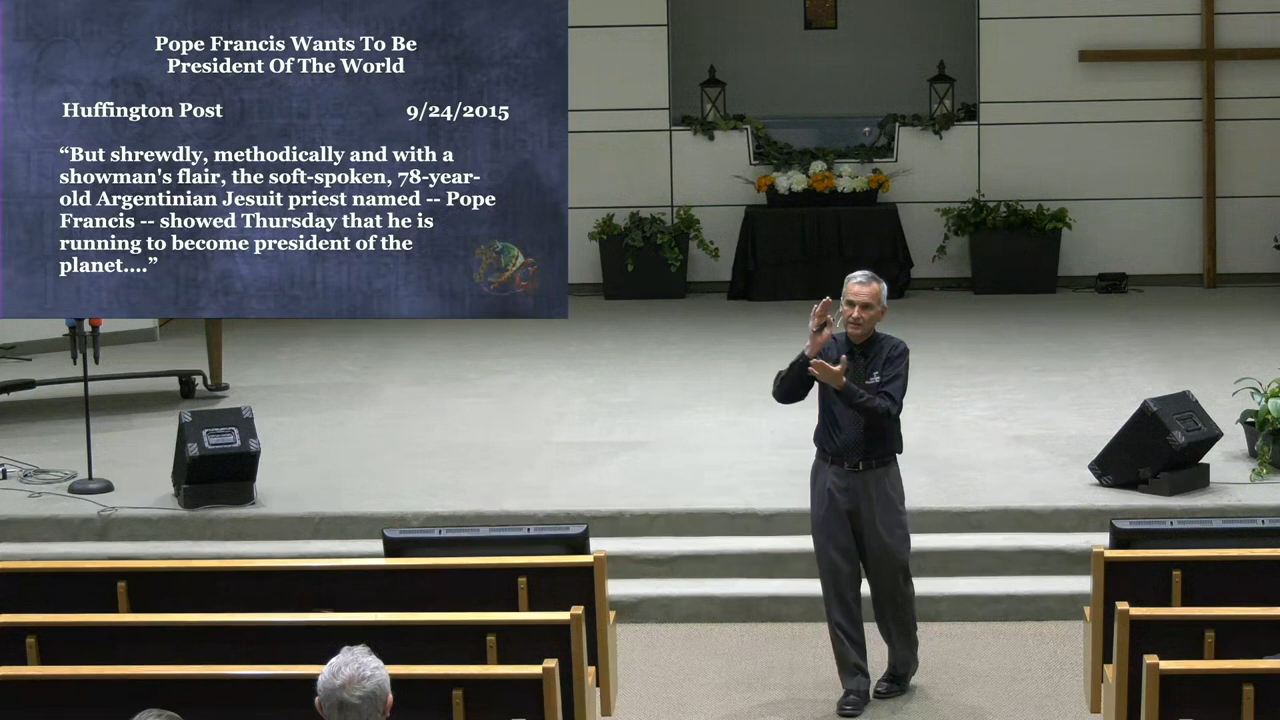 Pope Francis Wants To Be
President Of The World
Huffington Post 9/24/2015
“But shrewdly, methodically and with a
showman's flair, the soft-spoken, 78-year-
old Argentinian Jesuit priest named -- Pope
Francis -- showed Thursday that he is
running to become president of the
planet....”